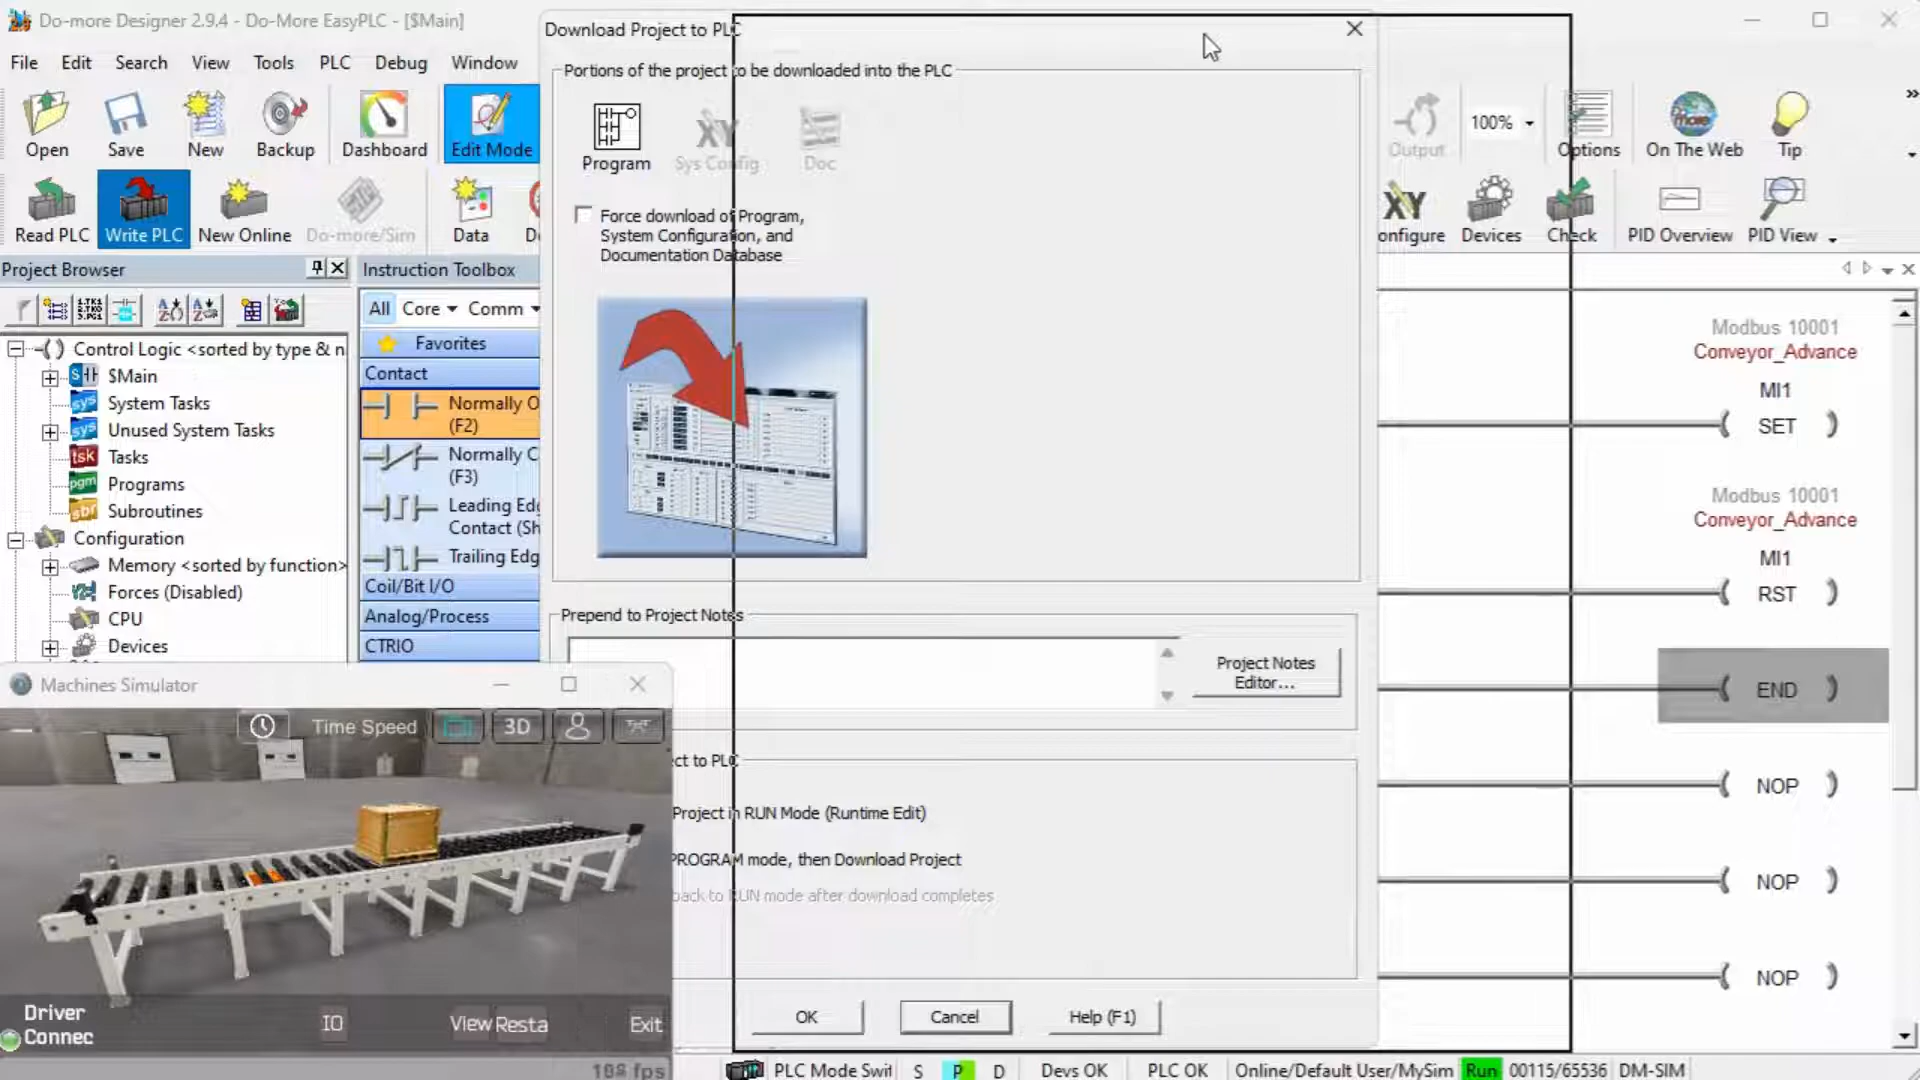 Do-more Designer 2.9.4 - Do-More EasyPLC - [$Main]
File Edit Search View Tools PLC Debug Window
Open Save New Backup Dashboard Edit Mode
Read PLC Write PLC New Online Do-more/Sim Data
Project Browser
Instruction Toolbox
All Core Comm
Favorites
Contact
Normally O
(F2)
Normally C
(F3)
Leading Edg
Contact (Sh
Trailing Edg
Coil/Bit I/O
Analog/Process
CTRIO
Control Logic <sorted by type & n
$Main
System Tasks
Unused System Tasks
Tasks
Programs
Subroutines
Configuration
Memory <sorted by function>
Forces (Disabled)
CPU
Devices
Download Project to PLC
Portions of the project to be downloaded into the PLC
Program Sys Config Doc
Force download of Program,
System Configuration, and
Documentation Database
Prepend to Project Notes
Project Notes
Editor...
ct to PLC
Project in RUN Mode (Runtime Edit)
PROGRAM mode, then Download Project
back to RUN mode after download completes
OK Cancel Help (F1)
Output 100% Options On The Web Tip
onfigure Devices Check PID Overview PID View
Modbus 10001
Conveyor_Advance
MI1
SET
Modbus 10001
Conveyor_Advance
MI1
RST
END
NOP
NOP
NOP
Machines Simulator
Time Speed 3D
Driver
Connec
IO View Resta Exit
188 fps
PLC Mode Swit S P D Devs OK PLC OK Online/Default User/MySim Run 00115/65536 DM-SIM